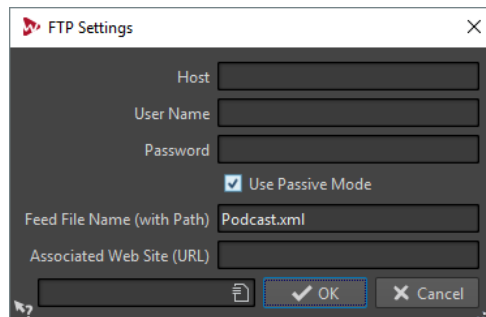 FTP Settings
Host
User Name
Password
Use Passive Mode
Feed File Name (with Path) Podcast.xml
Associated Web Site (URL)
OK Cancel
?